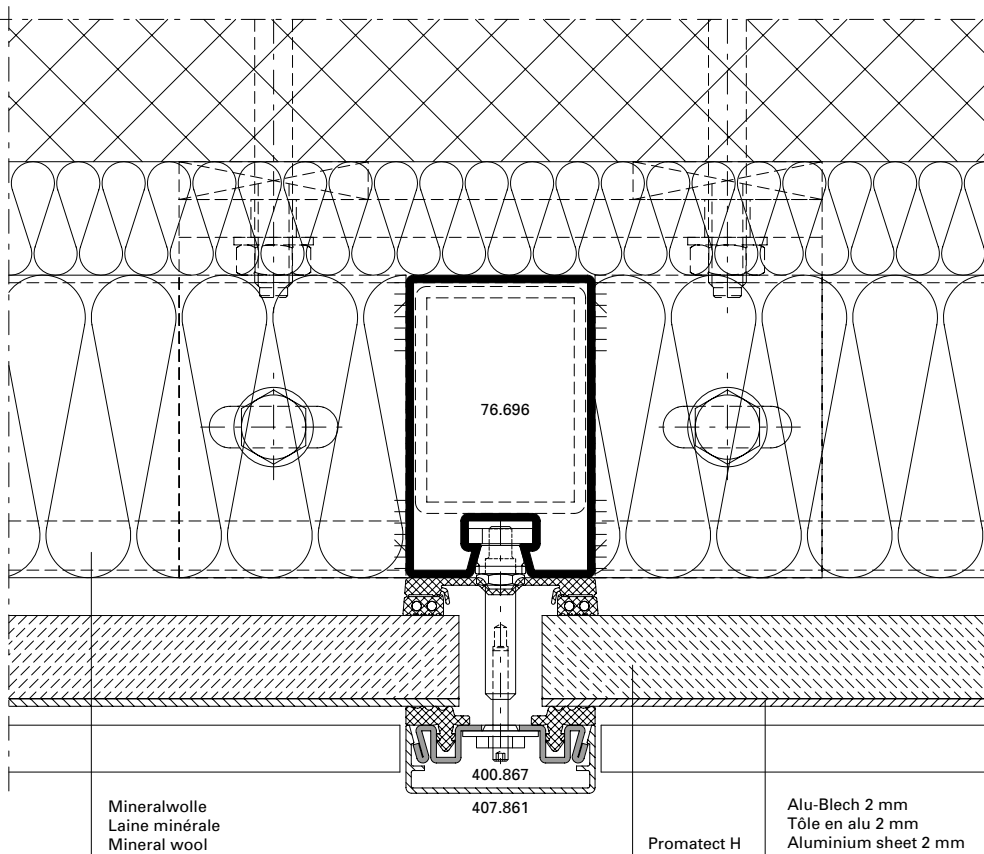 76.696
400.867
407.861
Mineralwolle
Laine minérale
Mineral wool
Promatect H
Alu-Blech 2 mm
Tôle en alu 2 mm
Aluminium sheet 2 mm